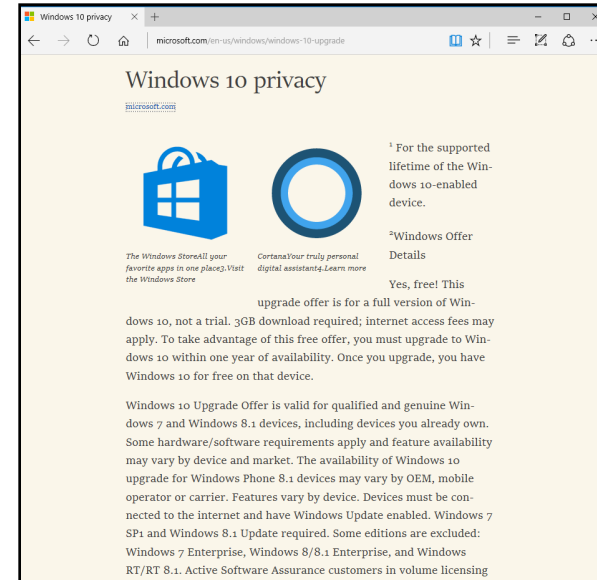 Windows 10 privacy
microsoft.com/en-us/windows/windows-10-upgrade
Windows 10 privacy
microsoft.com
The Windows StoreAll your
favorite apps in one place3.Visit
the Windows Store
CortanaYour truly personal
digital assistant4.Learn more
¹ For the supported
lifetime of the Win-
dows 10-enabled
device.
²Windows Offer
Details
Yes, free! This
upgrade offer is for a full version of Win-
dows 10, not a trial. 3GB download required; internet access fees may
apply. To take advantage of this free offer, you must upgrade to Win-
dows 10 within one year of availability. Once you upgrade, you have
Windows 10 for free on that device.
Windows 10 Upgrade Offer is valid for qualified and genuine Win-
dows 7 and Windows 8.1 devices, including devices you already own.
Some hardware/software requirements apply and feature availability
may vary by device and market. The availability of Windows 10
upgrade for Windows Phone 8.1 devices may vary by OEM, mobile
operator or carrier. Features vary by device. Devices must be con-
nected to the internet and have Windows Update enabled. Windows 7
SP1 and Windows 8.1 Update required. Some editions are excluded:
Windows 7 Enterprise, Windows 8/8.1 Enterprise, and Windows
RT/RT 8.1. Active Software Assurance customers in volume licensing